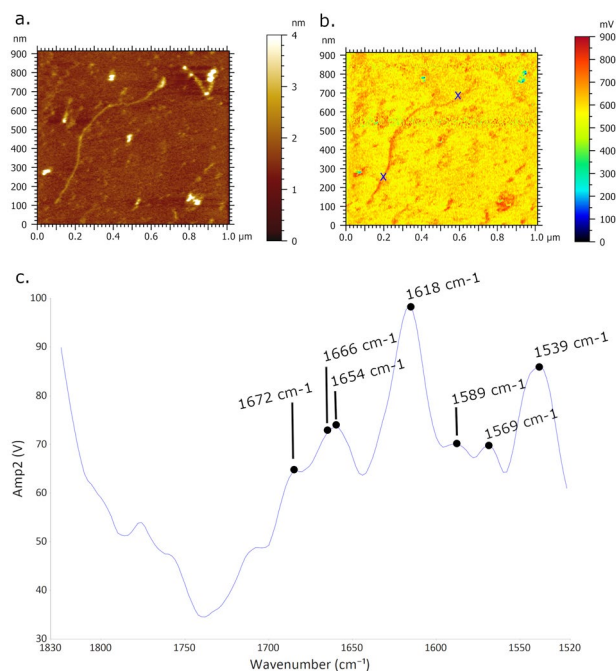 a.
nm
900
800
700
600
500
400
300
200
100
0
0.0 0.2 0.4 0.6 0.8 1.0 µm
nm
4
3
2
1
0
b.
nm
900
800
700
600
500
400
300
200
100
0
X
X
0.0 0.2 0.4 0.6 0.8 1.0 µm
mV
900
800
700
600
500
400
300
200
100
0
c.
100
90
80
70
60
50
40
30
Amp2 (V)
1672 cm-1
1666 cm-1
1654 cm-1
1618 cm-1
1589 cm-1
1569 cm-1
1539 cm-1
1830 1800 1750 1700 1650 1600 1550 1520
Wavenumber (cm⁻¹)